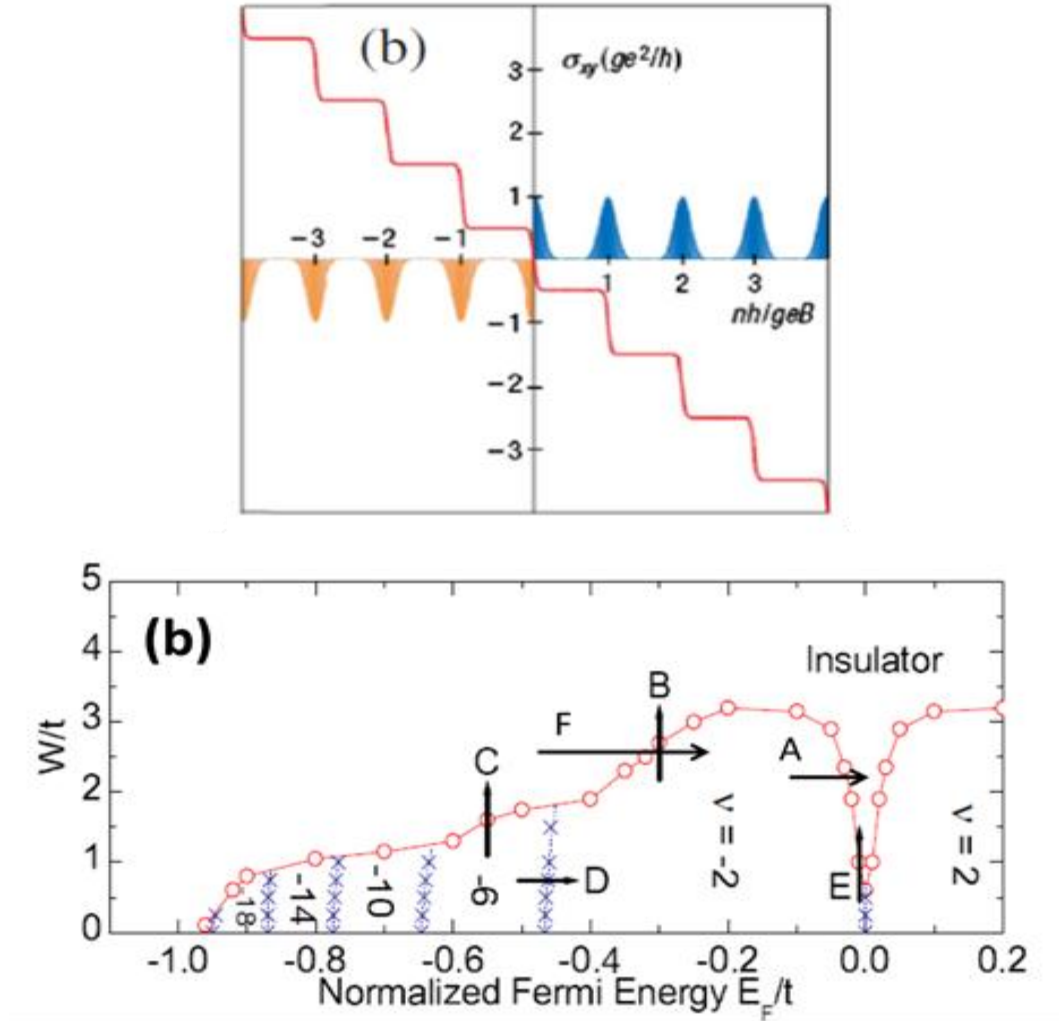 (b)
σxy(ge²/h)
3
2
1
−3 −2 −1
1 2 3
nh/geB
−1
−2
−3
(b)
W/t
5
4
3
2
1
0
Insulator
B
F
C
A
D
E
-18
-14
-10
-6
ν = -2
ν = 2
-1.0 -0.8 -0.6 -0.4 -0.2 0.0 0.2
Normalized Fermi Energy E_F/t